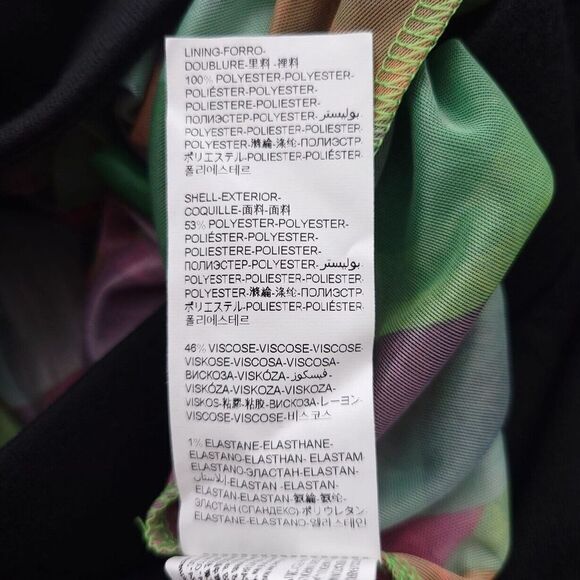 LINING-FORRO-
DOUBLURE-里料-裡料
100% POLYESTER-POLYESTER-
POLIÉSTER-POLYESTER-
POLIESTERE-POLIESTER-
ПОЛИЭСТЕР-POLYESTER-بوليستر-
POLYESTER-POLIESTER-POLIESTER-
POLYESTER-滌綸-涤纶-ПОЛИЭСТР-
ポリエステル-POLIESTER-POLIÉSTER-
폴리에스테르
SHELL-EXTERIOR-
COQUILLE-面料-面料
53% POLYESTER-POLYESTER-
POLIÉSTER-POLYESTER-
POLIESTERE-POLIESTER-
ПОЛИЭСТЕР-POLYESTER-بوليستر-
POLYESTER-POLIESTER-POLIESTER-
POLYESTER-滌綸-涤纶-ПОЛИЭСТР-
ポリエステル-POLIESTER-POLIÉSTER-
폴리에스테르
46% VISCOSE-VISCOSE-VISCOSE-
VISKOSE-VISCOSA-VISCOSA-
ВИСКОЗА-VISKÓZA-فيسكوز-
VISKÓZA-VISKOZA-VISKOZA-
VISKOS-粘膠-粘胶-ВИСКОЗА-レーヨン-
VISCOSE-VISCOSE-비스코스
1% ELASTANE-ELASTHANE-
ELASTANO-ELASTHAN-ELASTAM
ELASTANO-ЭЛАСТАН-ELASTAN-
ELASTAN-ELASTAN-
ELASTAN-ELASTAN-氨綸-氨纶-
ЭЛАСТАН (СПАНДЕКС)-ポリウレタン-
ELASTANE-ELASTANO-엘라스테인